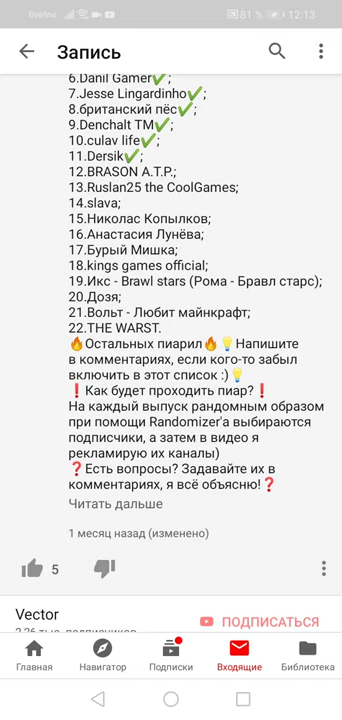 Beeline 81 % 12:13
Запись
6.Danil Gamer✔;
7.Jesse Lingardinho✔;
8.британский пёс✔;
9.Denchalt TM✔;
10.culav life✔;
11.Dersik✔;
12.BRASON A.T.P.;
13.Ruslan25 the CoolGames;
14.slava;
15.Николас Копылков;
16.Анастасия Лунёва;
17.Бурый Мишка;
18.kings games official;
19.Икс - Brawl stars (Рома - Бравл старс);
20.Дозя;
21.Вольт - Любит майнкрафт;
22.THE WARST.
🔥Остальных пиарил🔥💡Напишите
в комментариях, если кого-то забыл
включить в этот список :)💡
❗Как будет проходить пиар?❗
На каждый выпуск рандомным образом
при помощи Randomizer'а выбираются
подписчики, а затем в видео я
рекламирую их каналы)
❓Есть вопросы? Задавайте их в
комментариях, я всё объясню!❓
Читать дальше
1 месяц назад (изменено)
5
Vector
ПОДПИСАТЬСЯ
2,26 тыс. подписчиков
Главная Навигатор Подписки Входящие Библиотека